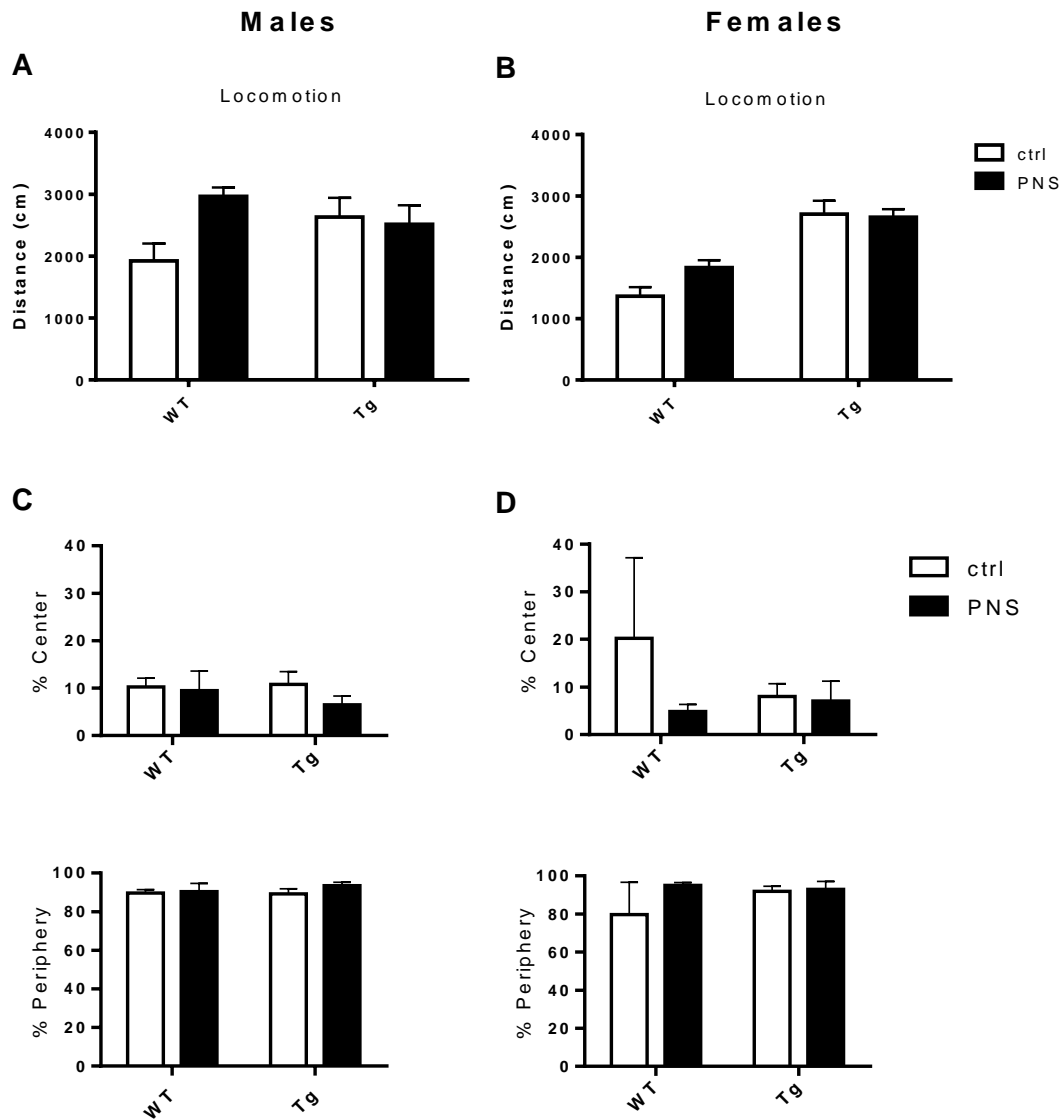 Males
Females
A
B
Locomotion
Locomotion
4000
3000
2000
1000
0
Distance (cm)
WT
Tg
4000
3000
2000
1000
0
Distance (cm)
WT
Tg
ctrl
PNS
C
D
40
30
20
10
0
% Center
WT
Tg
40
30
20
10
0
% Center
WT
Tg
ctrl
PNS
100
80
60
40
20
0
% Periphery
WT
Tg
100
80
60
40
20
0
% Periphery
WT
Tg